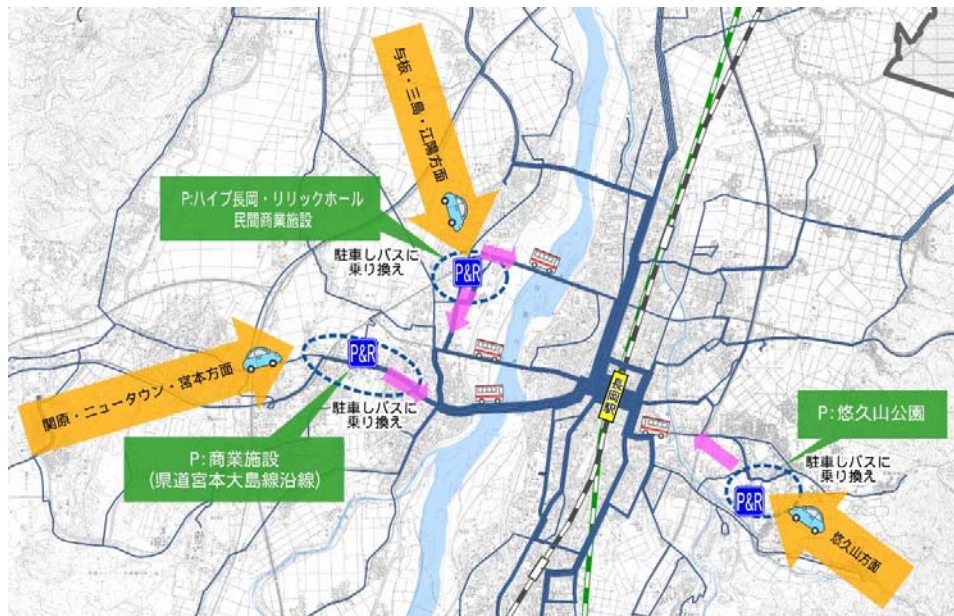 与板・三島・江陽方面
P:ハイブ長岡・リリックホール
民間商業施設
駐車しバスに
乗り換え
P&R
関原・ニュータウン・宮本方面
P&R
駐車しバスに
乗り換え
P:商業施設
(県道宮本大島線沿線)
長岡駅
P:悠久山公園
駐車しバスに
乗り換え
P&R
悠久山方面